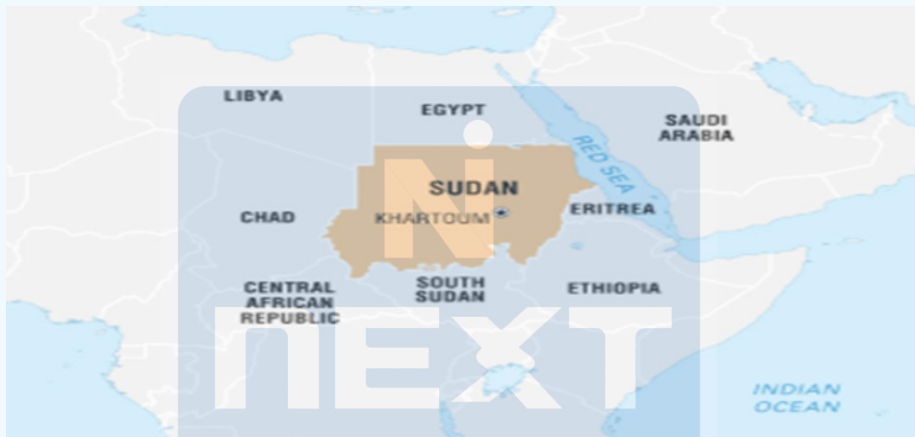 LIBYA
EGYPT
SAUDI
ARABIA
RED SEA
SUDAN
KHARTOUM
ERITREA
CHAD
CENTRAL
AFRICAN
REPUBLIC
SOUTH
SUDAN
ETHIOPIA
N
NEXT
INDIAN
OCEAN